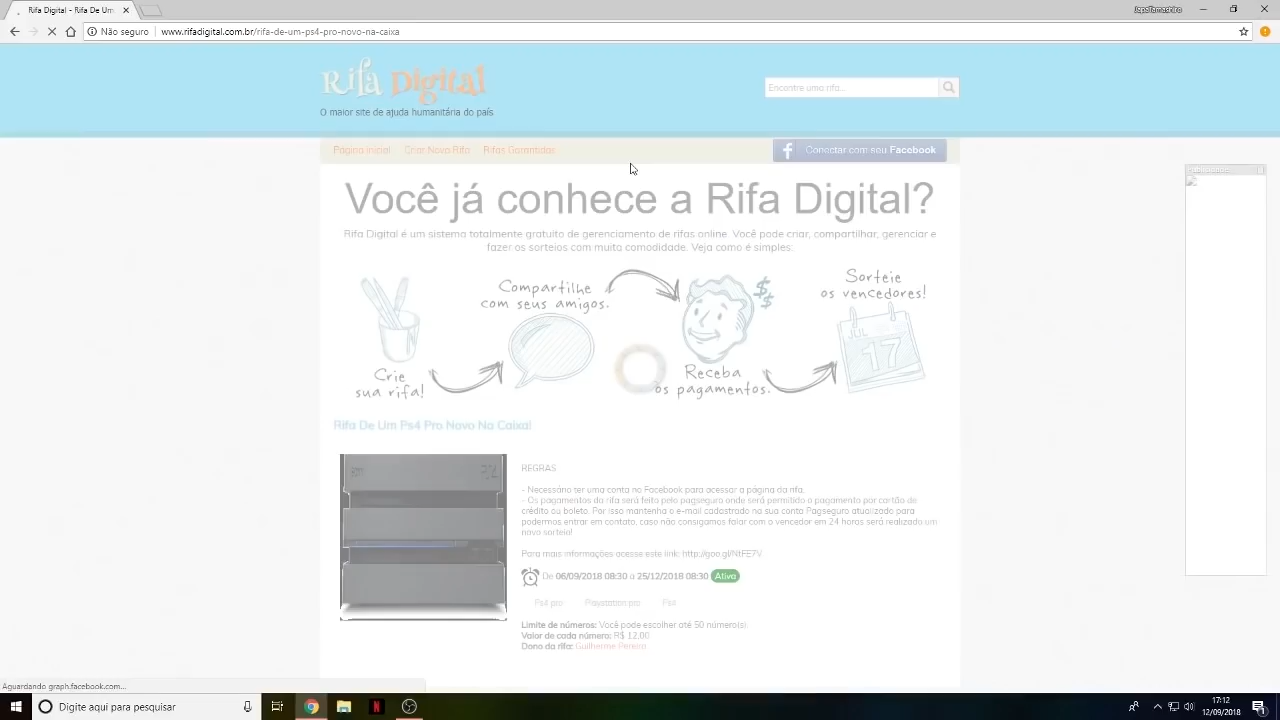 Rifa Digital - Rifa De Um
Não seguro
www.rifadigital.com.br/rifa-de-um-ps4-pro-novo-na-caixa
Rifa Digital
O maior site de ajuda humanitária do país
Encontre uma rifa...
Página inicial
Criar Nova Rifa
Rifas Garantidas
f Conectar com seu Facebook
Você já conhece a Rifa Digital?
Rifa Digital é um sistema totalmente gratuito de gerenciamento de rifas online. Você pode criar, compartilhar, gerenciar e
fazer os sorteios com muita comodidade. Veja como é simples:
Crie
sua rifa!
Compartilhe
com seus amigos.
Receba
os pagamentos.
Sorteie
os vencedores!
JUL
17
Rifa De Um Ps4 Pro Novo Na Caixa!
REGRAS
- Necessário ter uma conta no Facebook para acessar a página da rifa.
- Os pagamentos da rifa será feito pelo pagseguro onde será permitido o pagamento por cartão de
crédito ou boleto. Por isso mantenha o e-mail cadastrado na sua conta Pagseguro atualizado para
podermos entrar em contato, caso não consigamos falar com o vencedor em 24 horas será realizado um
novo sorteio!
Para mais informações acesse este link: http://goo.gl/NtFE7V
De 06/09/2018 08:30 a 25/12/2018 08:30 Ativa
Ps4 pro
Playstation pro
Ps4
Limite de números: Você pode escolher até 50 número(s)
Valor de cada número: R$ 12,00
Dono da rifa: Guilherme Pereira
Aguardando graph.facebook.com...
Digite aqui para pesquisar
17:12
12/09/2018